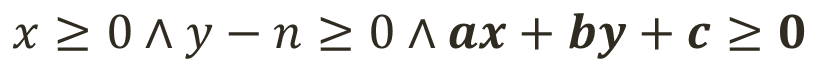 x ≥ 0 ∧ y − n ≥ 0 ∧ ax + by + c ≥ 0